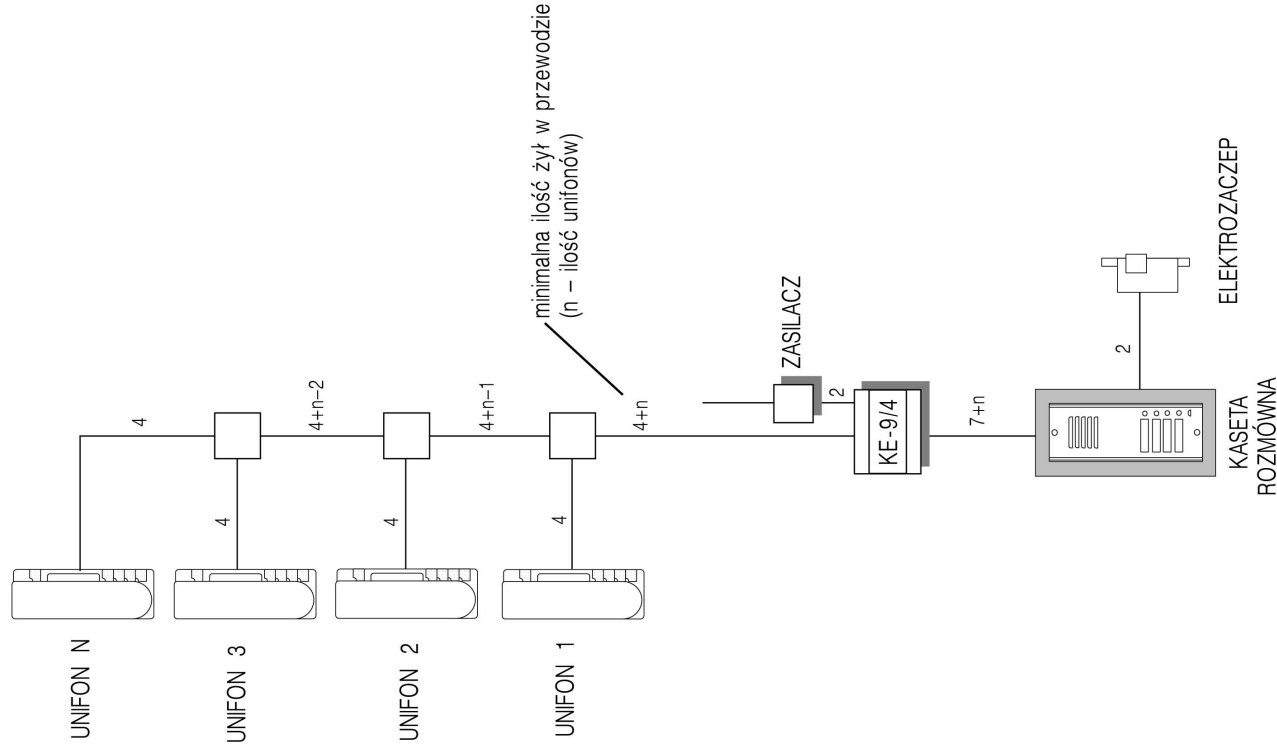 UNIFON N
UNIFON 3
UNIFON 2
UNIFON 1
4
4
4
4
4+n–2
4+n–1
4+n
minimalna ilość żył w przewodzie
(n – ilość unifonów)
ZASILACZ
2
KE-9/4
7+n
2
ELEKTROZACZEP
KASETA
ROZMÓWNA